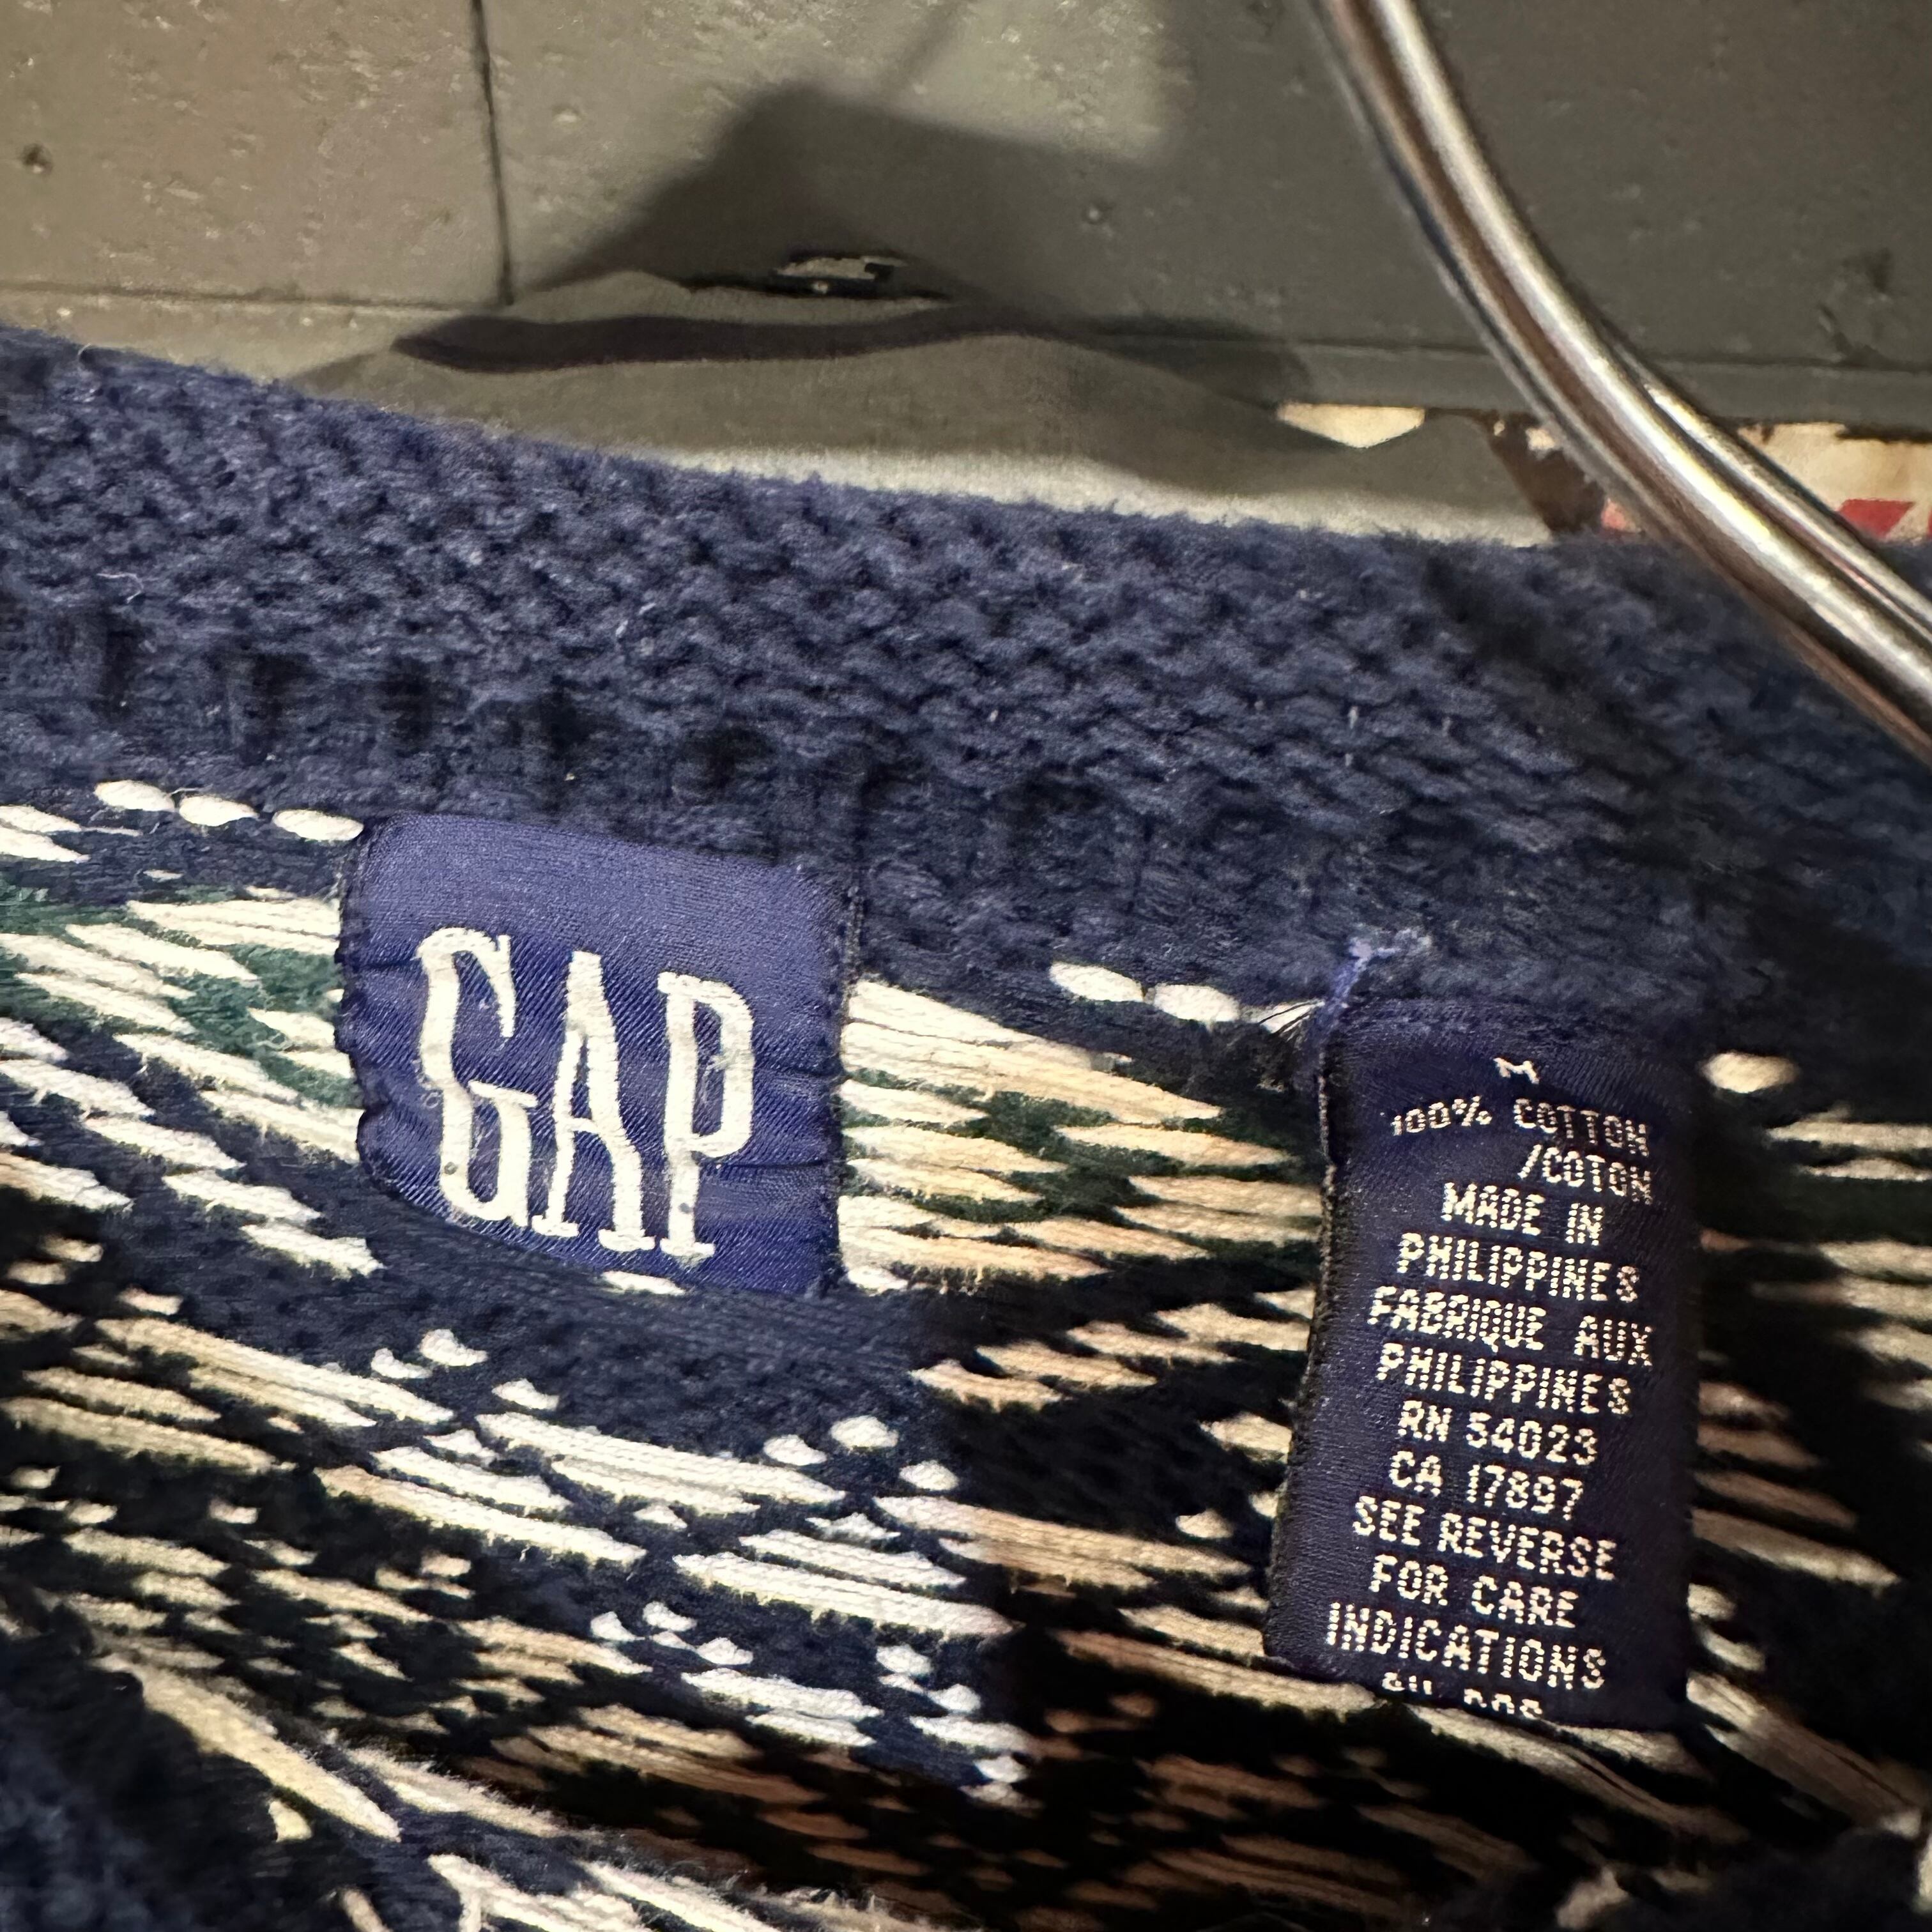 GAP
M
100% COTTON
/COTON
MADE IN
PHILIPPINES
FABRIQUE AUX
PHILIPPINES
RN 54023
CA 17897
SEE REVERSE
FOR CARE
INDICATIONS